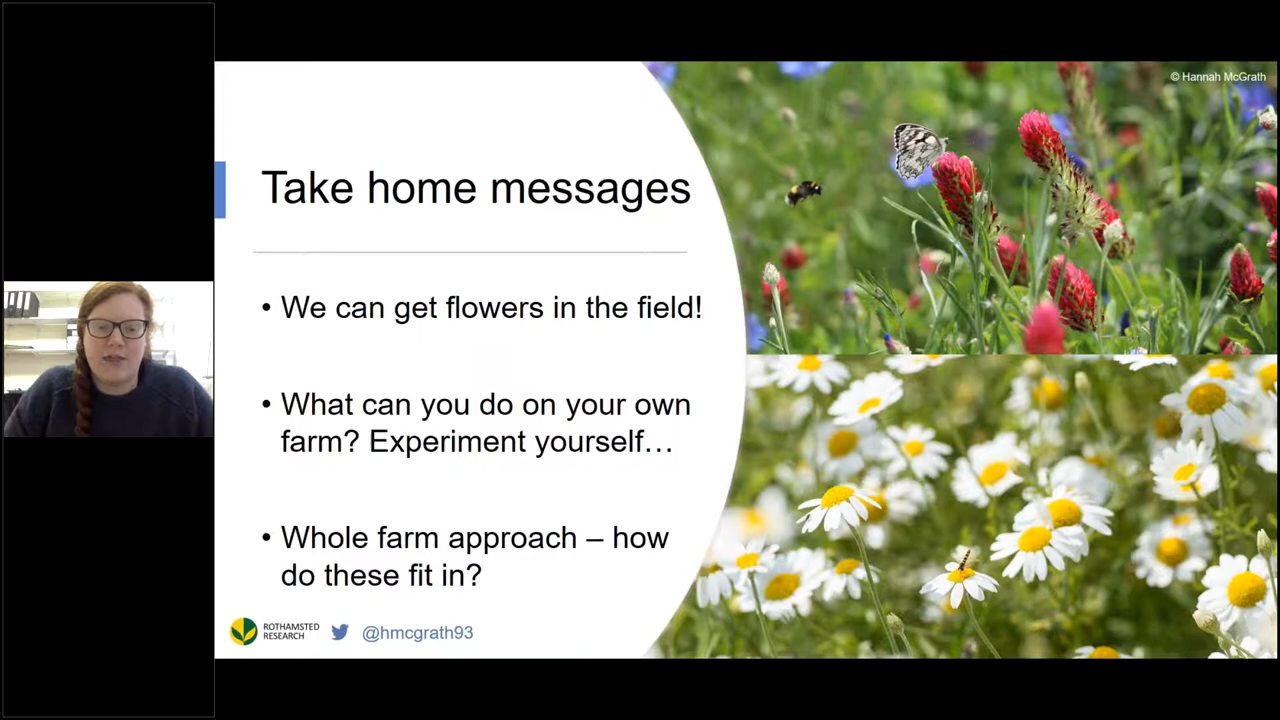 © Hannah McGrath
Take home messages
• We can get flowers in the field!
• What can you do on your own
farm? Experiment yourself…
• Whole farm approach – how
do these fit in?
ROTHAMSTED
RESEARCH
@hmcgrath93